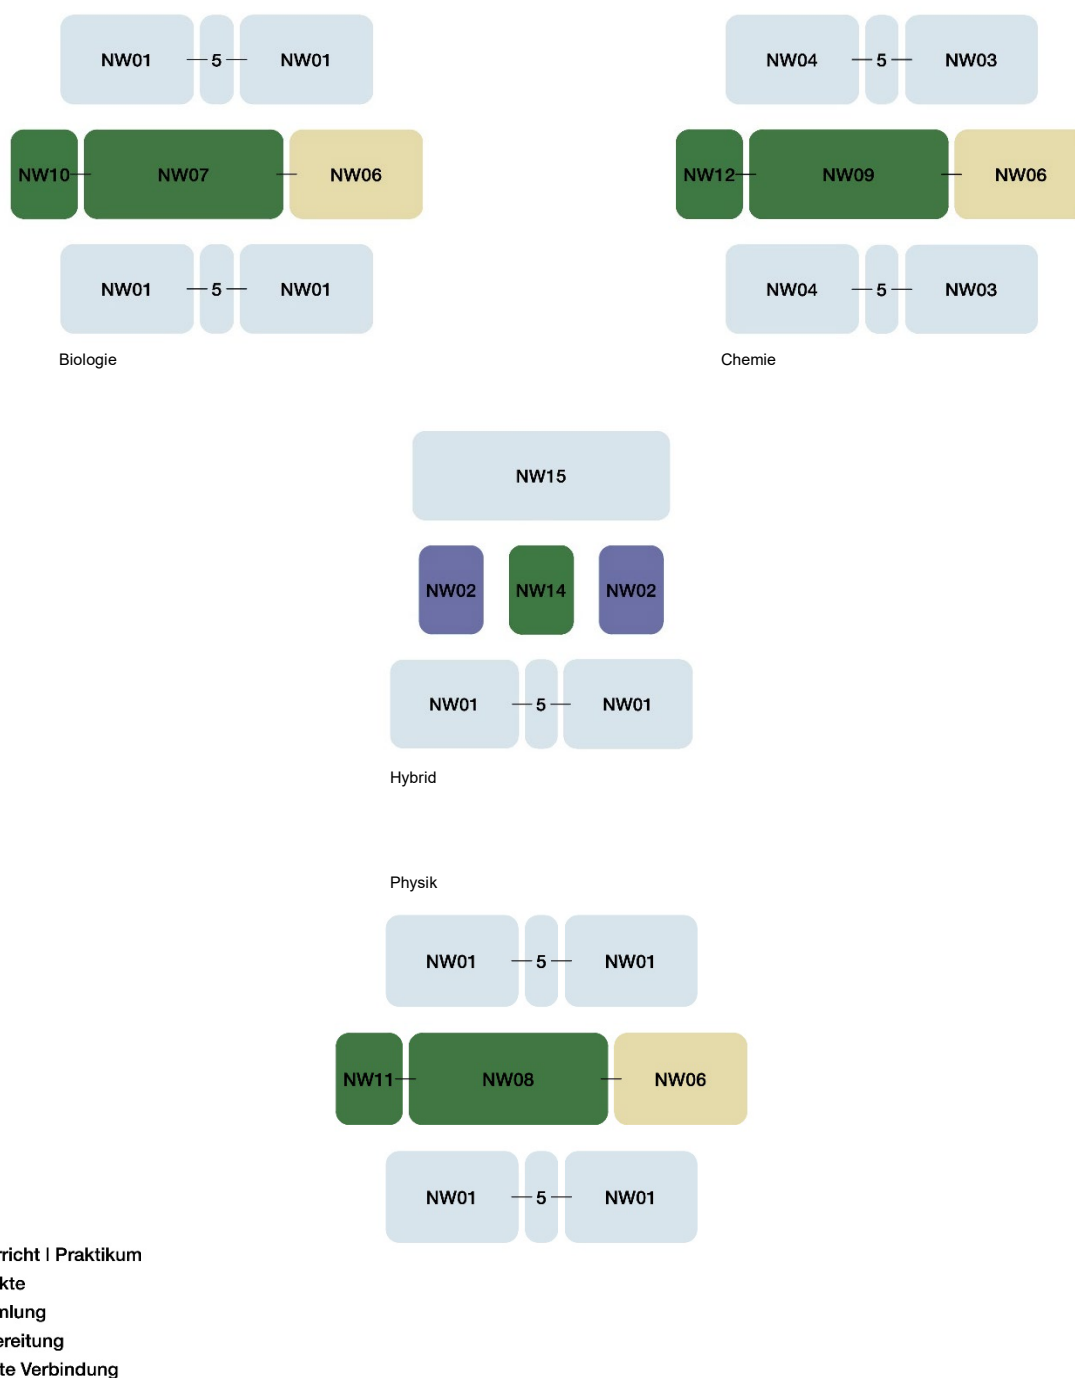 NW01 5 NW01
NW10 NW07 NW06
NW01 5 NW01
Biologie
NW04 5 NW03
NW12 NW09 NW06
NW04 5 NW03
Chemie
NW15
NW02 NW14 NW02
NW01 5 NW01
Hybrid
Physik
NW01 5 NW01
NW11 NW08 NW06
NW01 5 NW01
rricht | Praktikum
kte
mlung
ereitung
te Verbindung